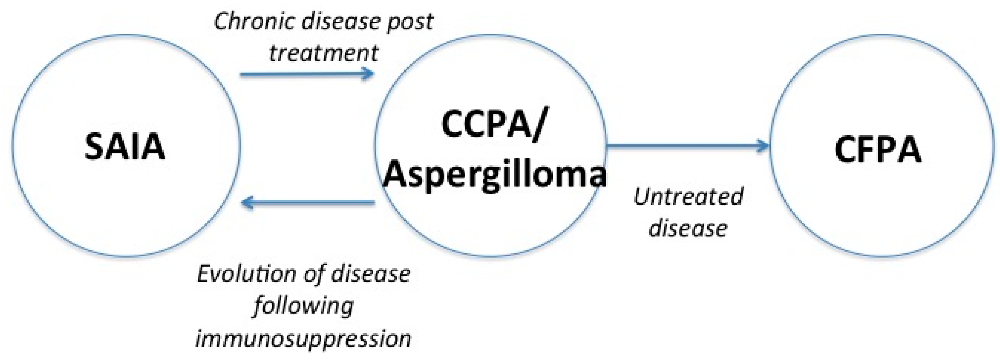 Chronic disease post
treatment
SAIA
CCPA/
Aspergilloma
CFPA
Untreated
disease
Evolution of disease
following
immunosuppression